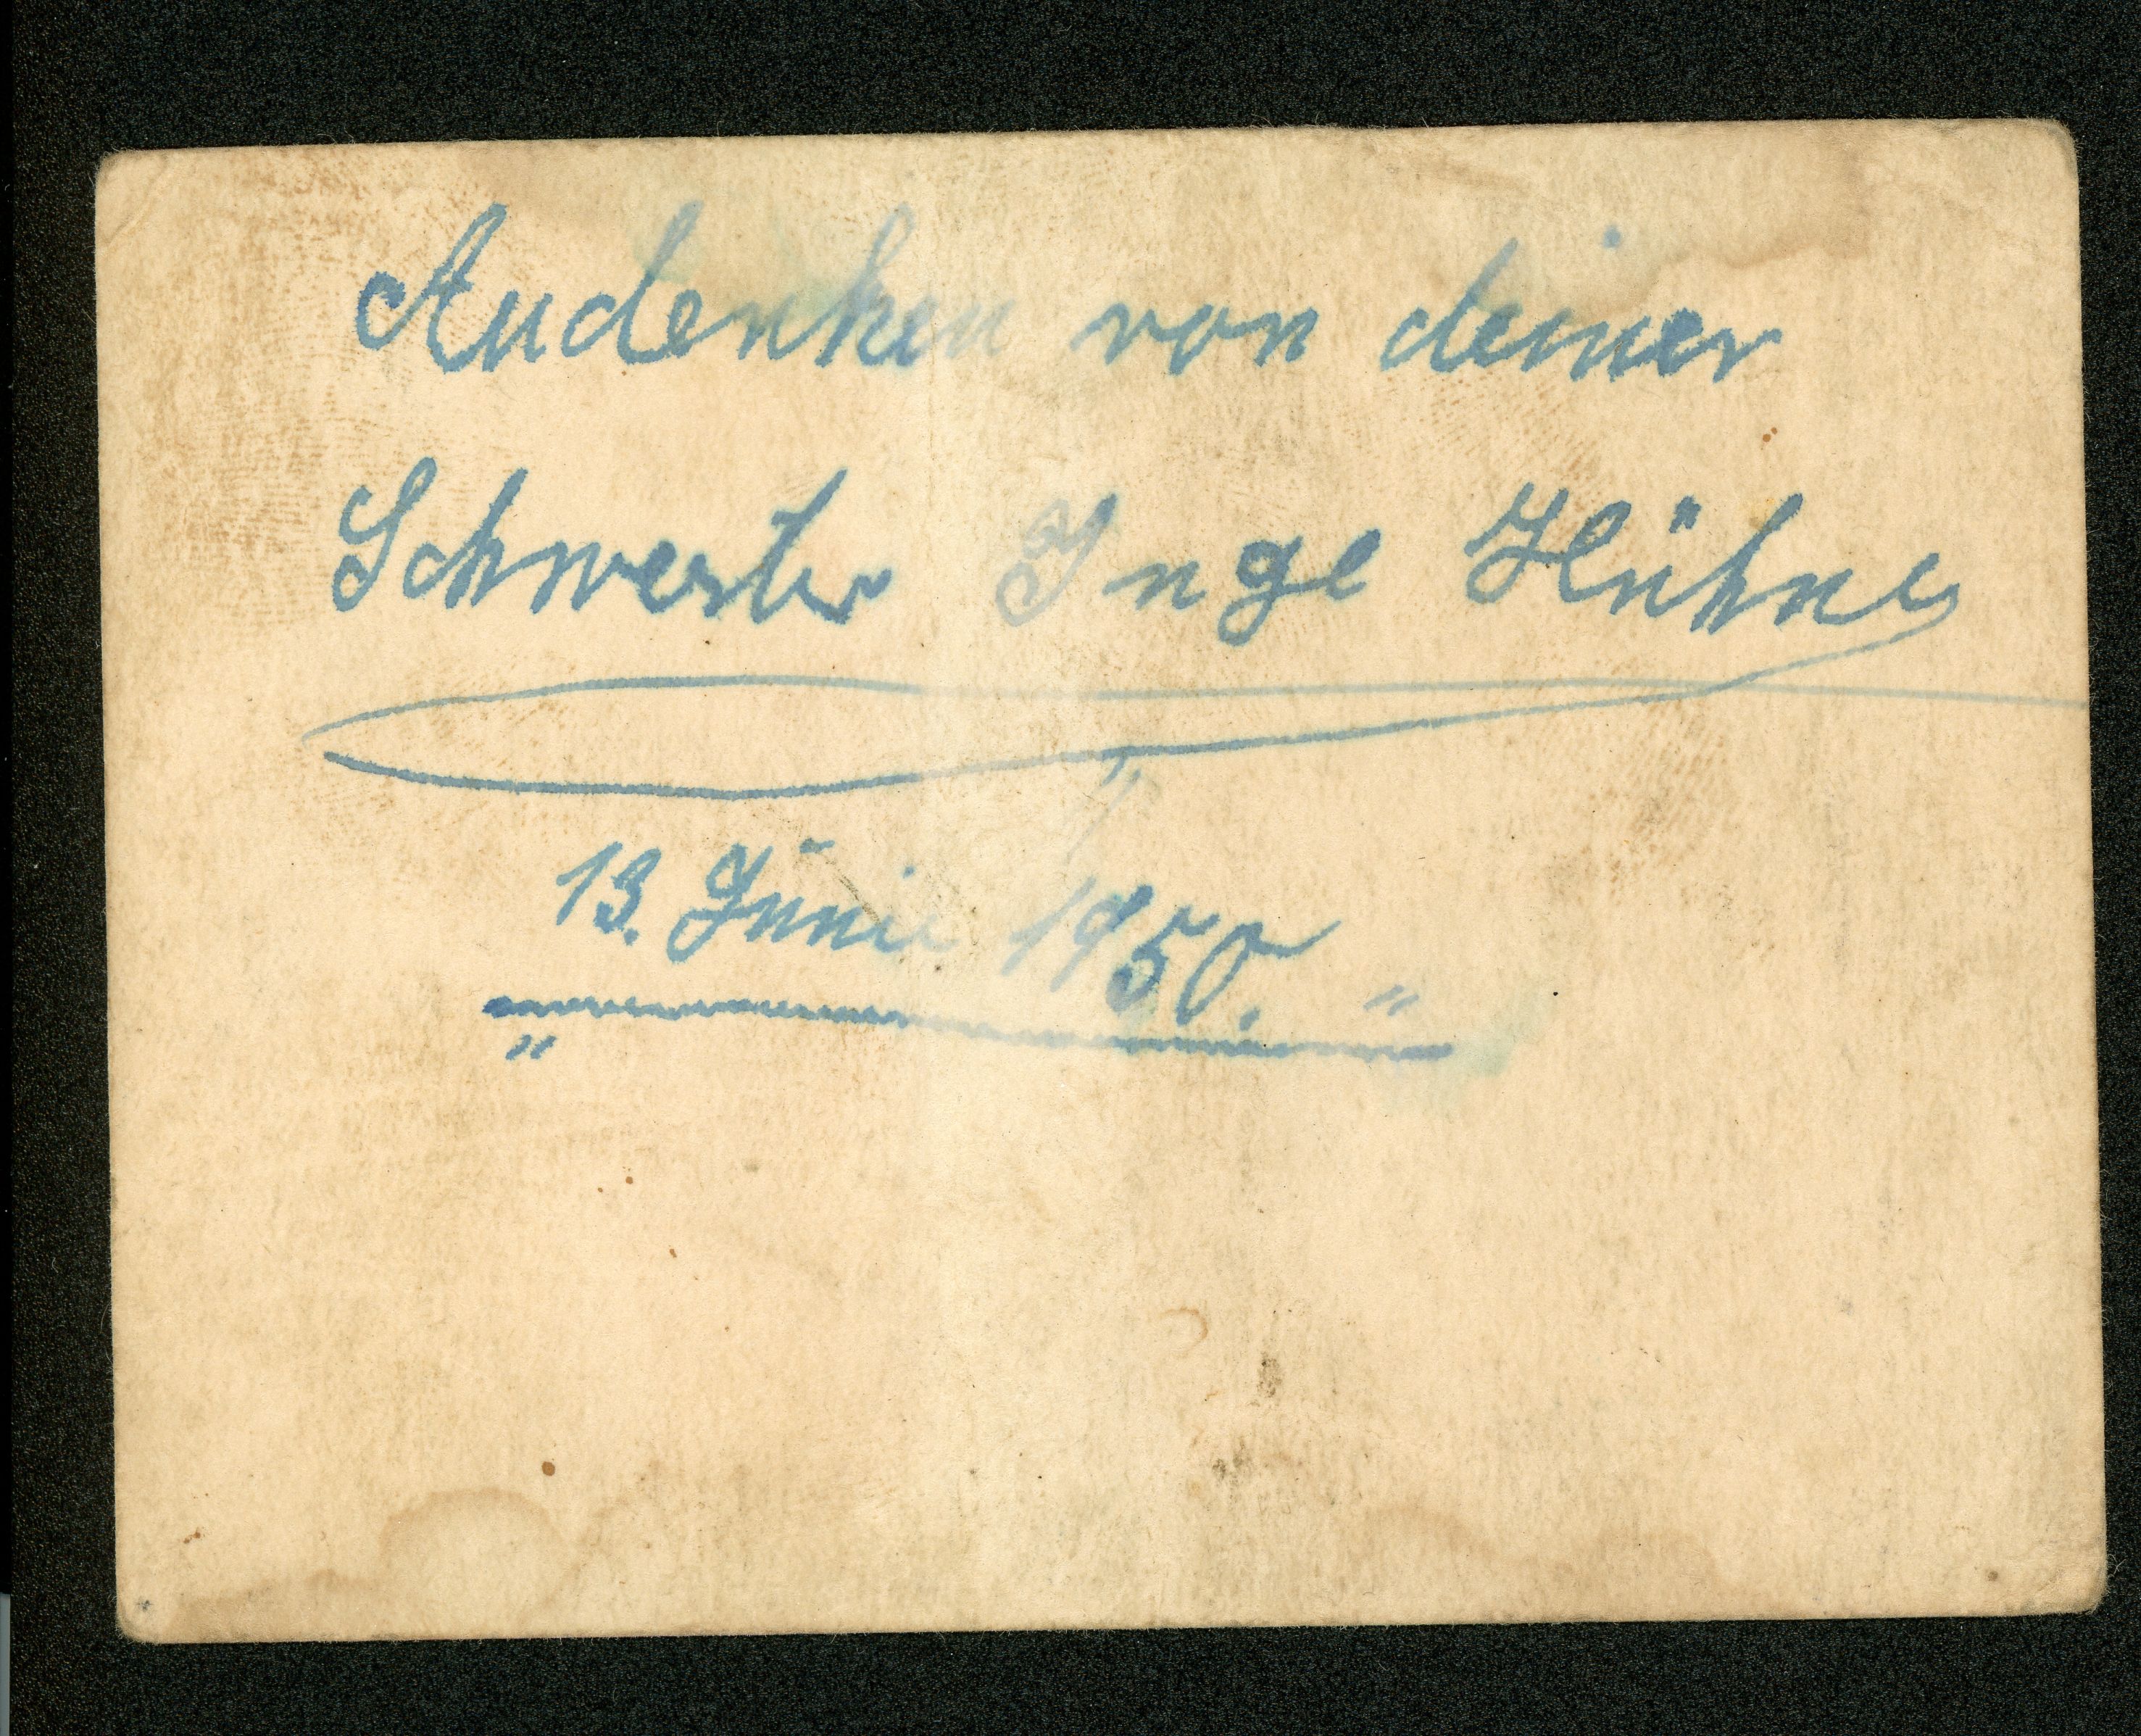 Andenken von deiner
Schwester Inge Kühne
13. Juni 1950.